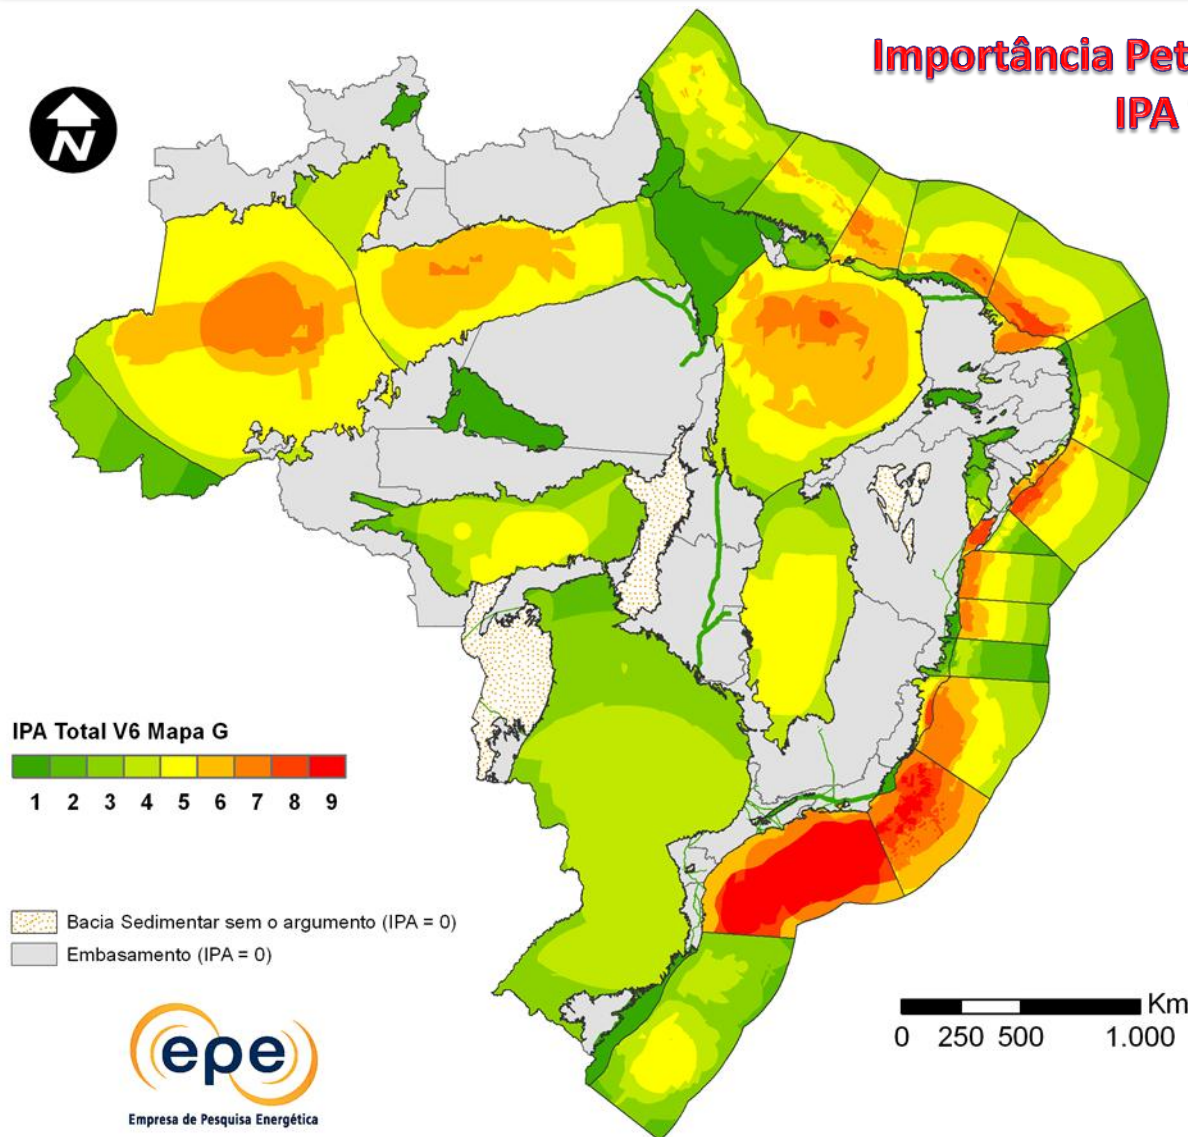 Importância Pet
IPA
N
IPA Total V6 Mapa G
1 2 3 4 5 6 7 8 9
Bacia Sedimentar sem o argumento (IPA = 0)
Embasamento (IPA = 0)
epe
Empresa de Pesquisa Energética
Km
0 250 500 1.000